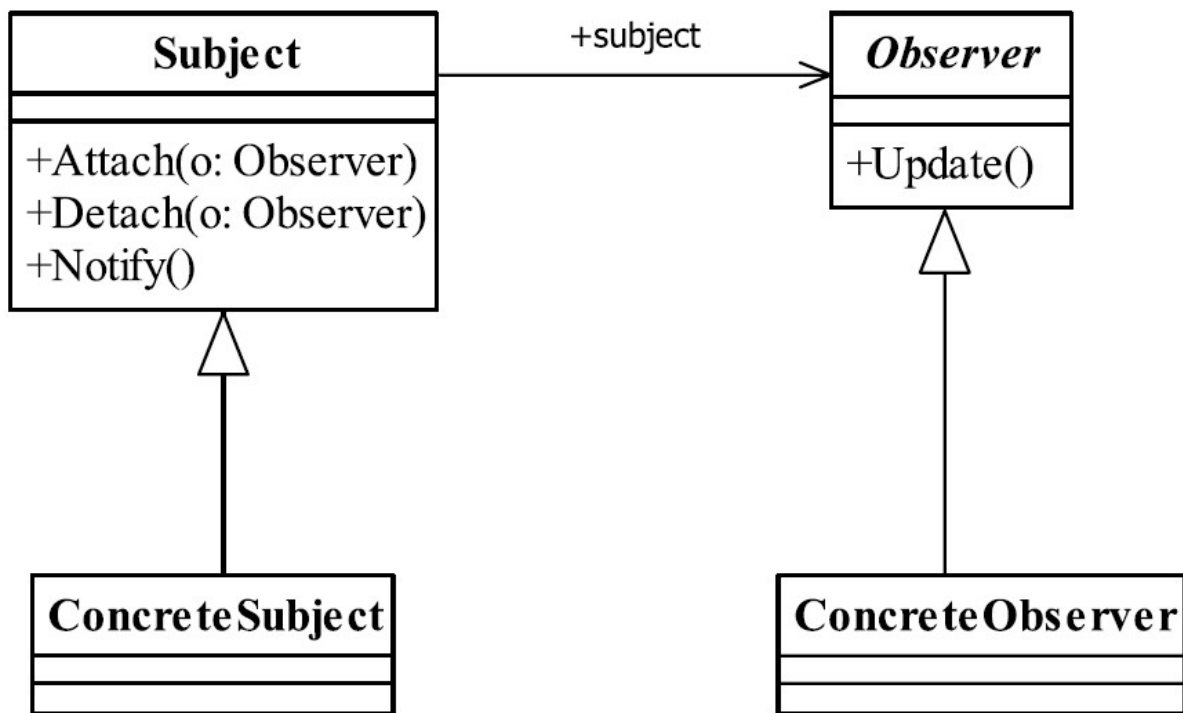 Subject
+Attach(o: Observer)
+Detach(o: Observer)
+Notify()
+subject
Observer
+Update()
ConcreteSubject
ConcreteObserver